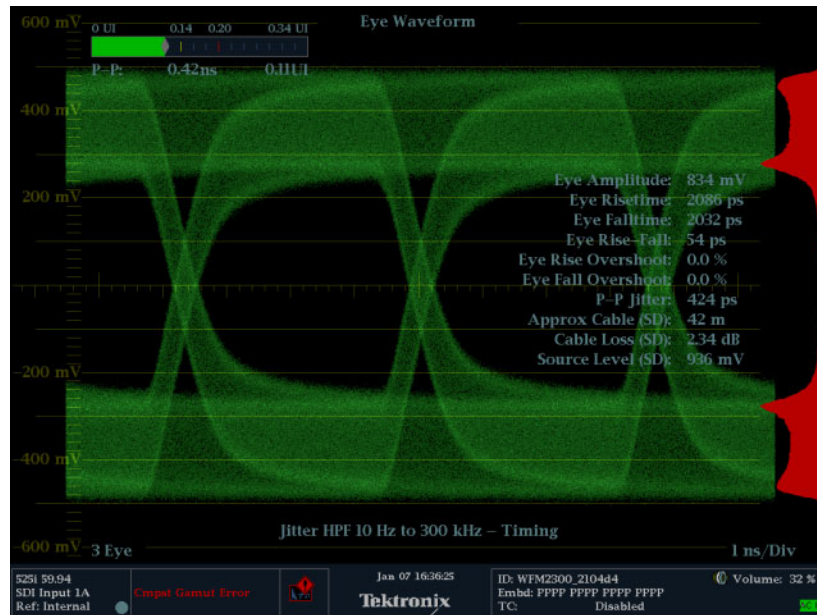 600 mV
Eye Waveform
0 UI 0.14 0.20 0.34 UI
P-P: 0.42ns 0.11UI
400 mV
200 mV
Eye Amplitude: 834 mV
Eye Risetime: 2086 ps
Eye Falltime: 2032 ps
Eye Rise-Fall: 54 ps
Eye Rise Overshoot: 0.0 %
Eye Fall Overshoot: 0.0 %
P-P Jitter: 424 ps
Approx Cable (SD): 42 m
Cable Loss (SD): 2.34 dB
Source Level (SD): 936 mV
0
-200 mV
-400 mV
Jitter HPF 10 Hz to 300 kHz - Timing
-600 mV
3 Eye
1 ns/Div
525i 59.94
SDI Input 1A
Ref: Internal
Cmpst Gamut Error
Jan 07 16:36:25
Tektronix
ID: WFM2300_2104d4
Embd: PPPP PPPP PPPP PPPP
TC: Disabled
Volume: 32 %